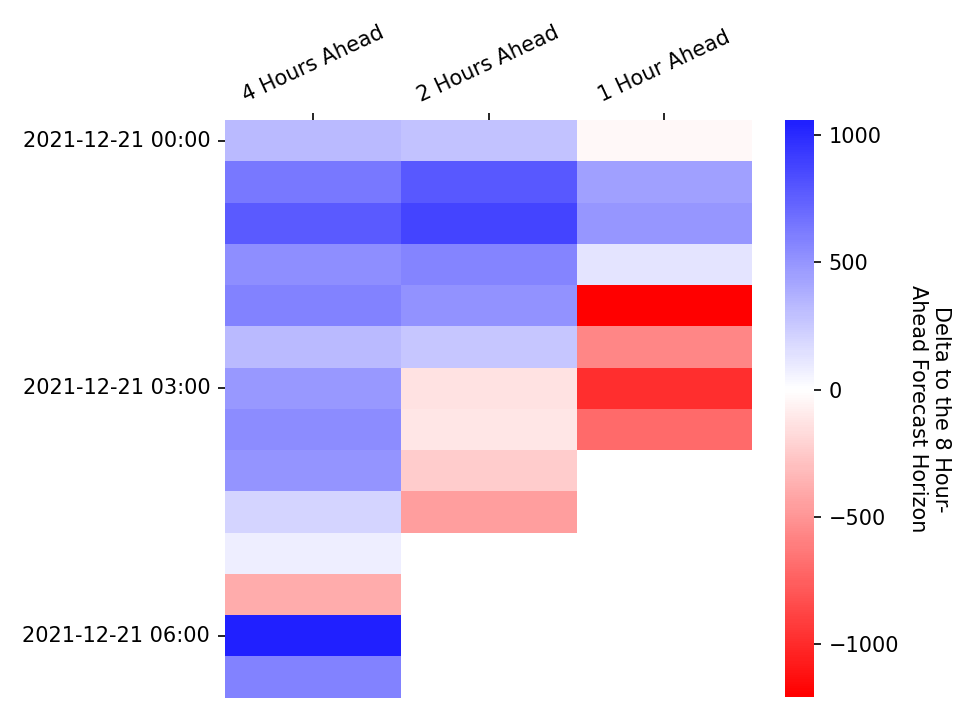 4 Hours Ahead
2 Hours Ahead
1 Hour Ahead
2021-12-21 00:00
2021-12-21 03:00
2021-12-21 06:00
1000
500
0
−500
−1000
Delta to the 8 Hour-
Ahead Forecast Horizon